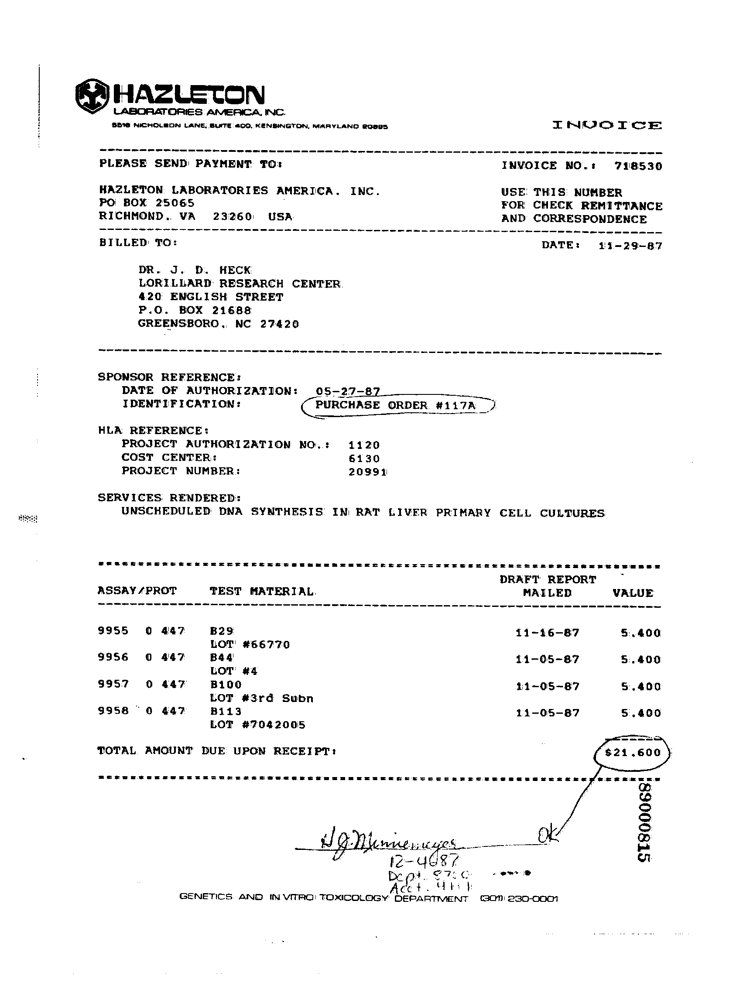 HAZLETON
LABORATORIES AMERICA, INC.
5516 NICHOLSON LANE, SUITE 400, KENSINGTON, MARYLAND 20895
INVOICE
PLEASE SEND PAYMENT TO:
INVOICE NO.: 718530
HAZLETON LABORATORIES AMERICA. INC.
USE THIS NUMBER
PO BOX 25065
FOR CHECK REMITTANCE
RICHMOND. VA 23260 USA
AND CORRESPONDENCE
BILLED TO:
DATE: 11-29-87
DR. J. D. HECK
LORILLARD RESEARCH CENTER
420 ENGLISH STREET
P.O. BOX 21688
GREENSBORO. NC 27420
SPONSOR REFERENCE:
DATE OF AUTHORIZATION: 05-27-87
IDENTIFICATION: PURCHASE ORDER #117A
HLA REFERENCE:
PROJECT AUTHORIZATION NO.: 1120
COST CENTER: 6130
PROJECT NUMBER: 20991
SERVICES RENDERED:
UNSCHEDULED DNA SYNTHESIS IN RAT LIVER PRIMARY CELL CULTURES
DRAFT REPORT
ASSAY/PROT TEST MATERIAL MAILED VALUE
9955 0 447 B29 11-16-87 5.400
LOT #66770
9956 0 447 B44 11-05-87 5.400
LOT #4
9957 0 447 B100 11-05-87 5.400
LOT #3rd Subn
9958 0 447 B113 11-05-87 5.400
LOT #7042005
TOTAL AMOUNT DUE UPON RECEIPT: $21.600
89000815
OK
Dept.
Acct.
GENETICS AND IN VITRO TOXICOLOGY DEPARTMENT (301) 230-0001